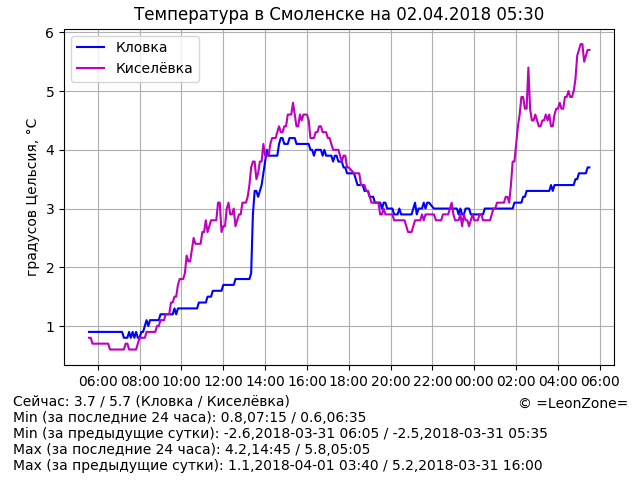 Температура в Смоленске на 02.04.2018 05:30
Кловка
Киселёвка
градусов Цельсия, °C
6
5
4
3
2
1
06:00 08:00 10:00 12:00 14:00 16:00 18:00 20:00 22:00 00:00 02:00 04:00 06:00
Сейчас: 3.7 / 5.7 (Кловка / Киселёвка)
© =LeonZone=
Min (за последние 24 часа): 0.8,07:15 / 0.6,06:35
Min (за предыдущие сутки): -2.6,2018-03-31 06:05 / -2.5,2018-03-31 05:35
Max (за последние 24 часа): 4.2,14:45 / 5.8,05:05
Max (за предыдущие сутки): 1.1,2018-04-01 03:40 / 5.2,2018-03-31 16:00